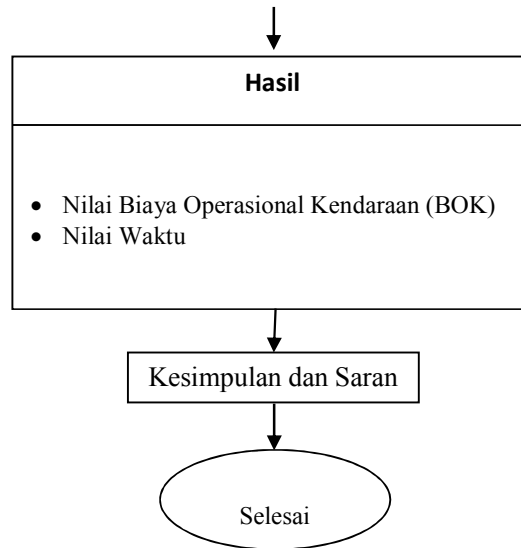 Hasil
• Nilai Biaya Operasional Kendaraan (BOK)
• Nilai Waktu
Kesimpulan dan Saran
Selesai